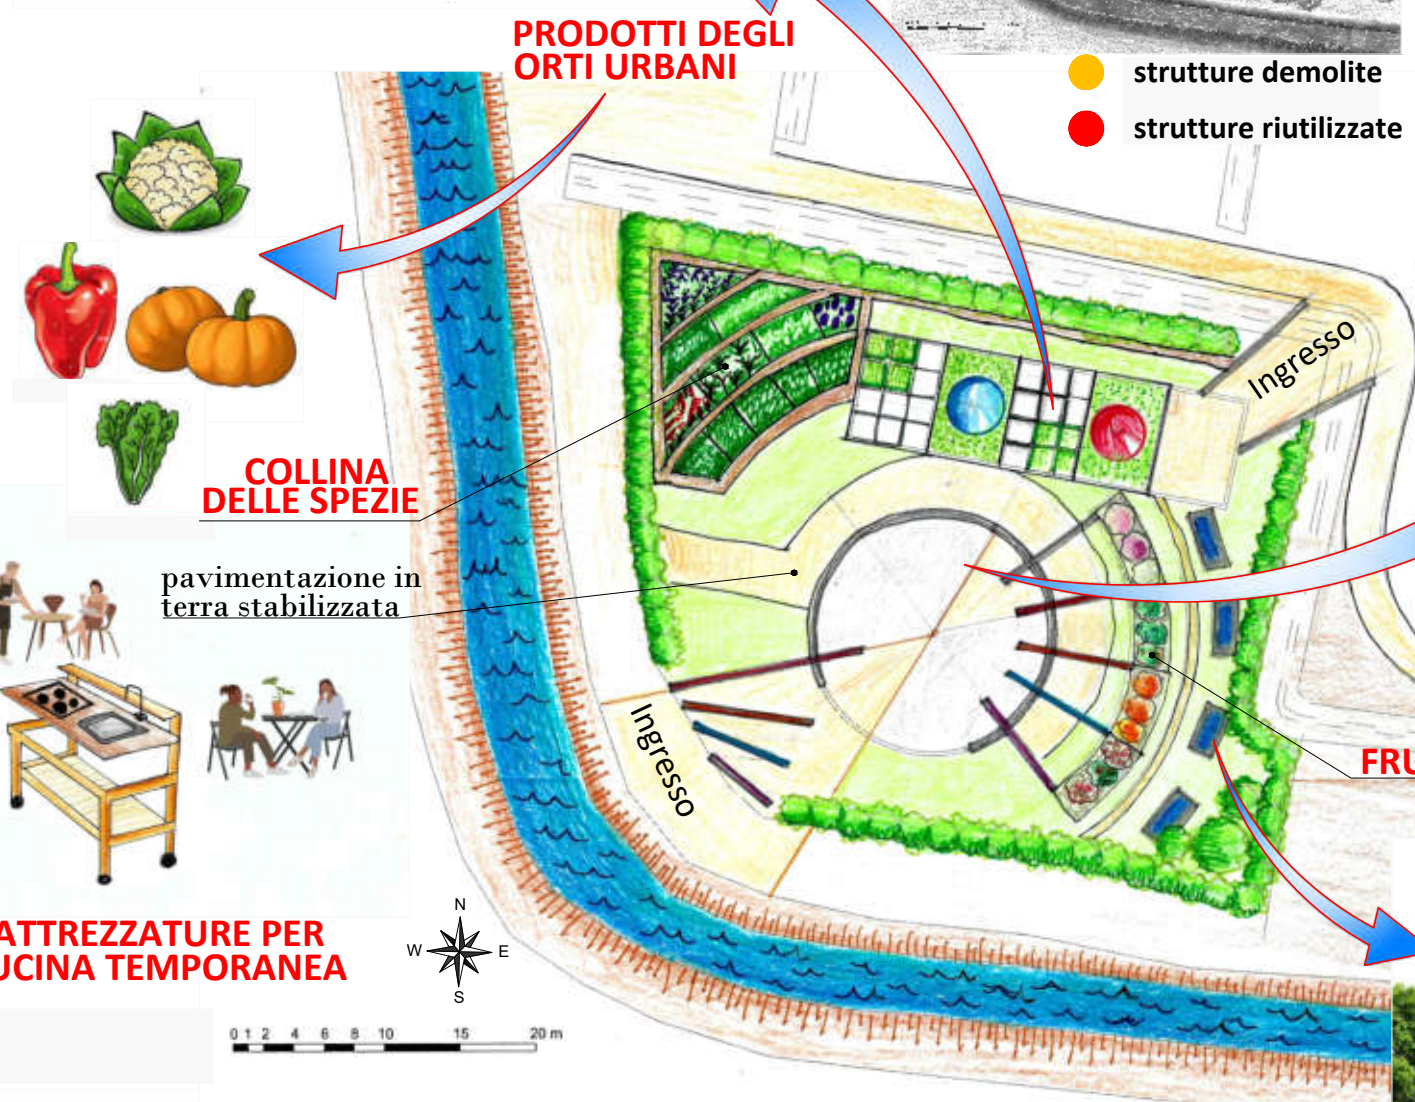 PRODOTTI DEGLI
ORTI URBANI
strutture demolite
strutture riutilizzate
Ingresso
COLLINA
DELLE SPEZIE
pavimentazione in
terra stabilizzata
Ingresso
FRU
ATTREZZATURE PER
UCINA TEMPORANEA
N
W E
S
0 1 2 4 6 8 10 15 20 m